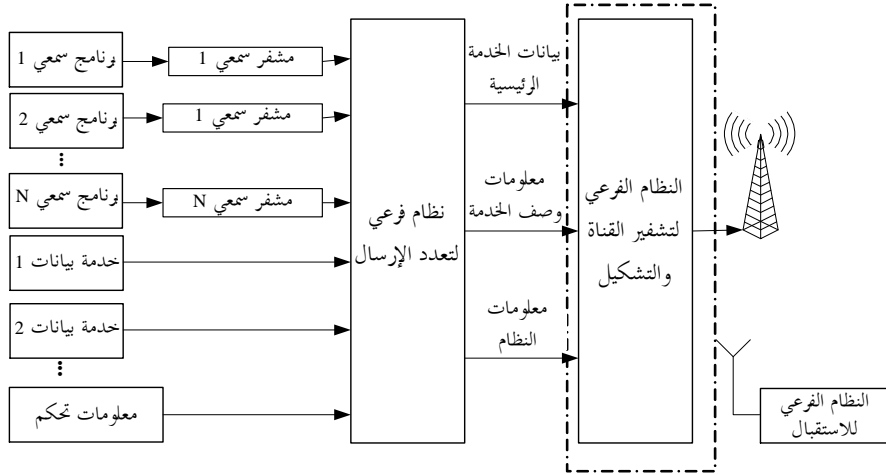 برنامج سمعي 1
مشفر سمعي 1
برنامج سمعي 2
مشفر سمعي 1
...
برنامج سمعي N
مشفر سمعي N
خدمة بيانات 1
خدمة بيانات 2
...
معلومات تحكم
نظام فرعي
لتعدد الإرسال
بيانات الخدمة
الرئيسية
معلومات
وصف الخدمة
معلومات
النظام
النظام الفرعي
لتشفير القناة
والتشكيل
النظام الفرعي
للاستقبال